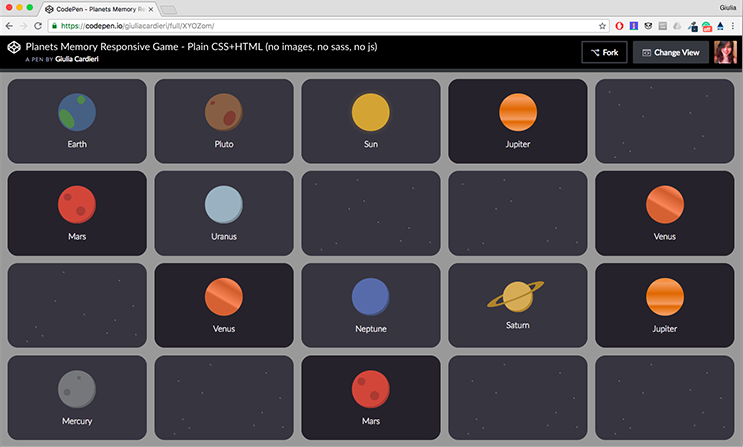 CodePen - Planets Memory Re
Giulia
https://codepen.io/giuliacardieri/full/XYOZom/
Planets Memory Responsive Game - Plain CSS+HTML (no images, no sass, no js)
A PEN BY Giulia Cardieri
Fork
Change View
Earth
Pluto
Sun
Jupiter
Mars
Uranus
Venus
Venus
Neptune
Saturn
Jupiter
Mercury
Mars